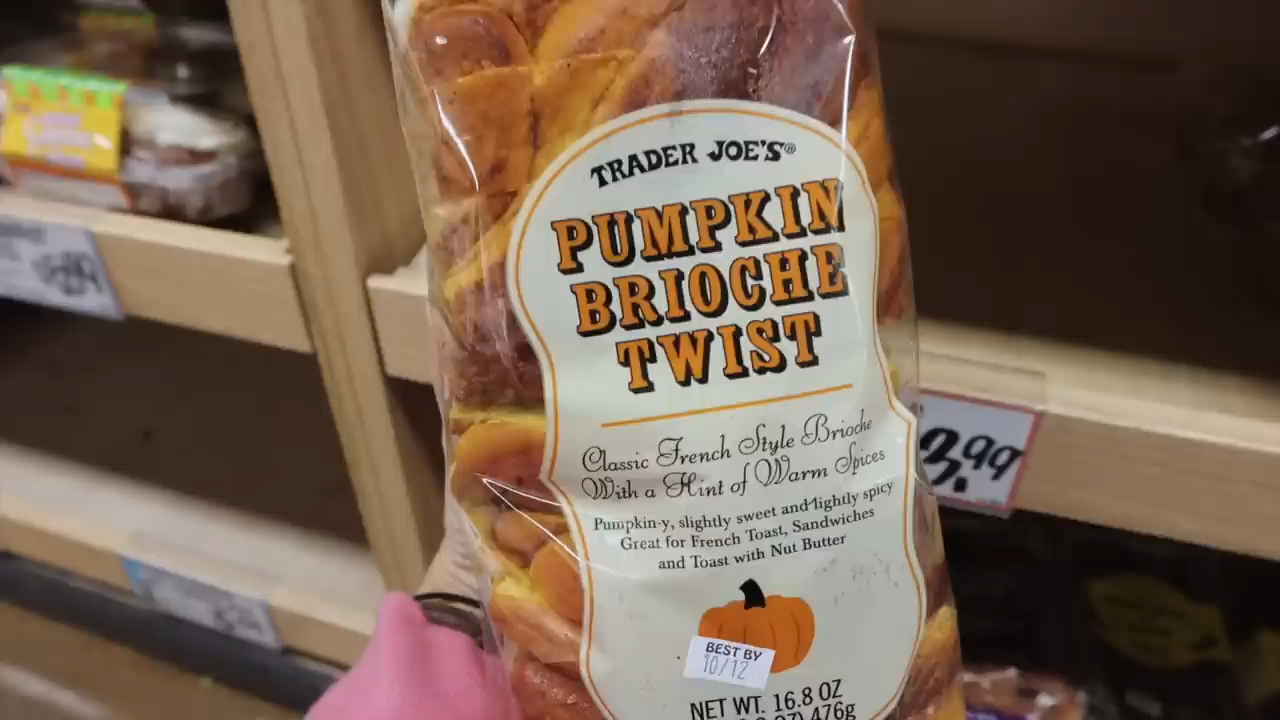 TRADER JOE'S®
PUMPKIN
BRIOCHE
TWIST
Classic French Style Brioche
With a Hint of Warm Spices
Pumpkin-y, slightly sweet and lightly spicy
Great for French Toast, Sandwiches
and Toast with Nut Butter
BEST BY
10/12
NET WT. 16.8 OZ
476g
3.99